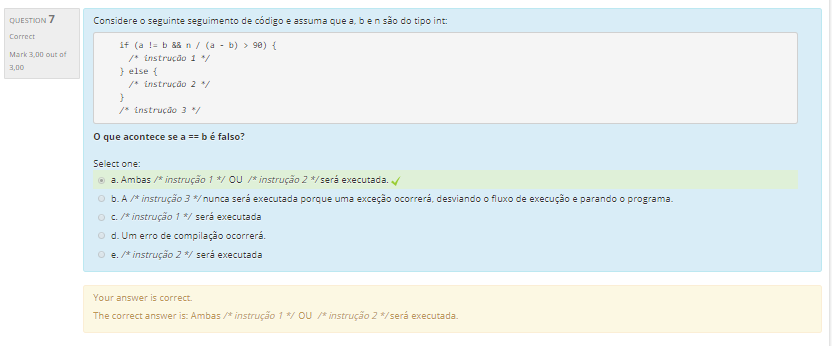 QUESTION 7
Correct
Mark 3,00 out of
3,00
Considere o seguinte seguimento de código e assuma que a, b e n são do tipo int:
if (a != b && n / (a - b) > 90) {
/* instrução 1 */
} else {
/* instrução 2 */
}
/* instrução 3 */
O que acontece se a == b é falso?
Select one:
a. Ambas /* instrução 1 */ OU /* instrução 2 */ será executada.
b. A /* instrução 3 */ nunca será executada porque uma exceção ocorrerá, desviando o fluxo de execução e parando o programa.
c. /* instrução 1 */ será executada
d. Um erro de compilação ocorrerá.
e. /* instrução 2 */ será executada
Your answer is correct.
The correct answer is: Ambas /* instrução 1 */ OU /* instrução 2 */ será executada.